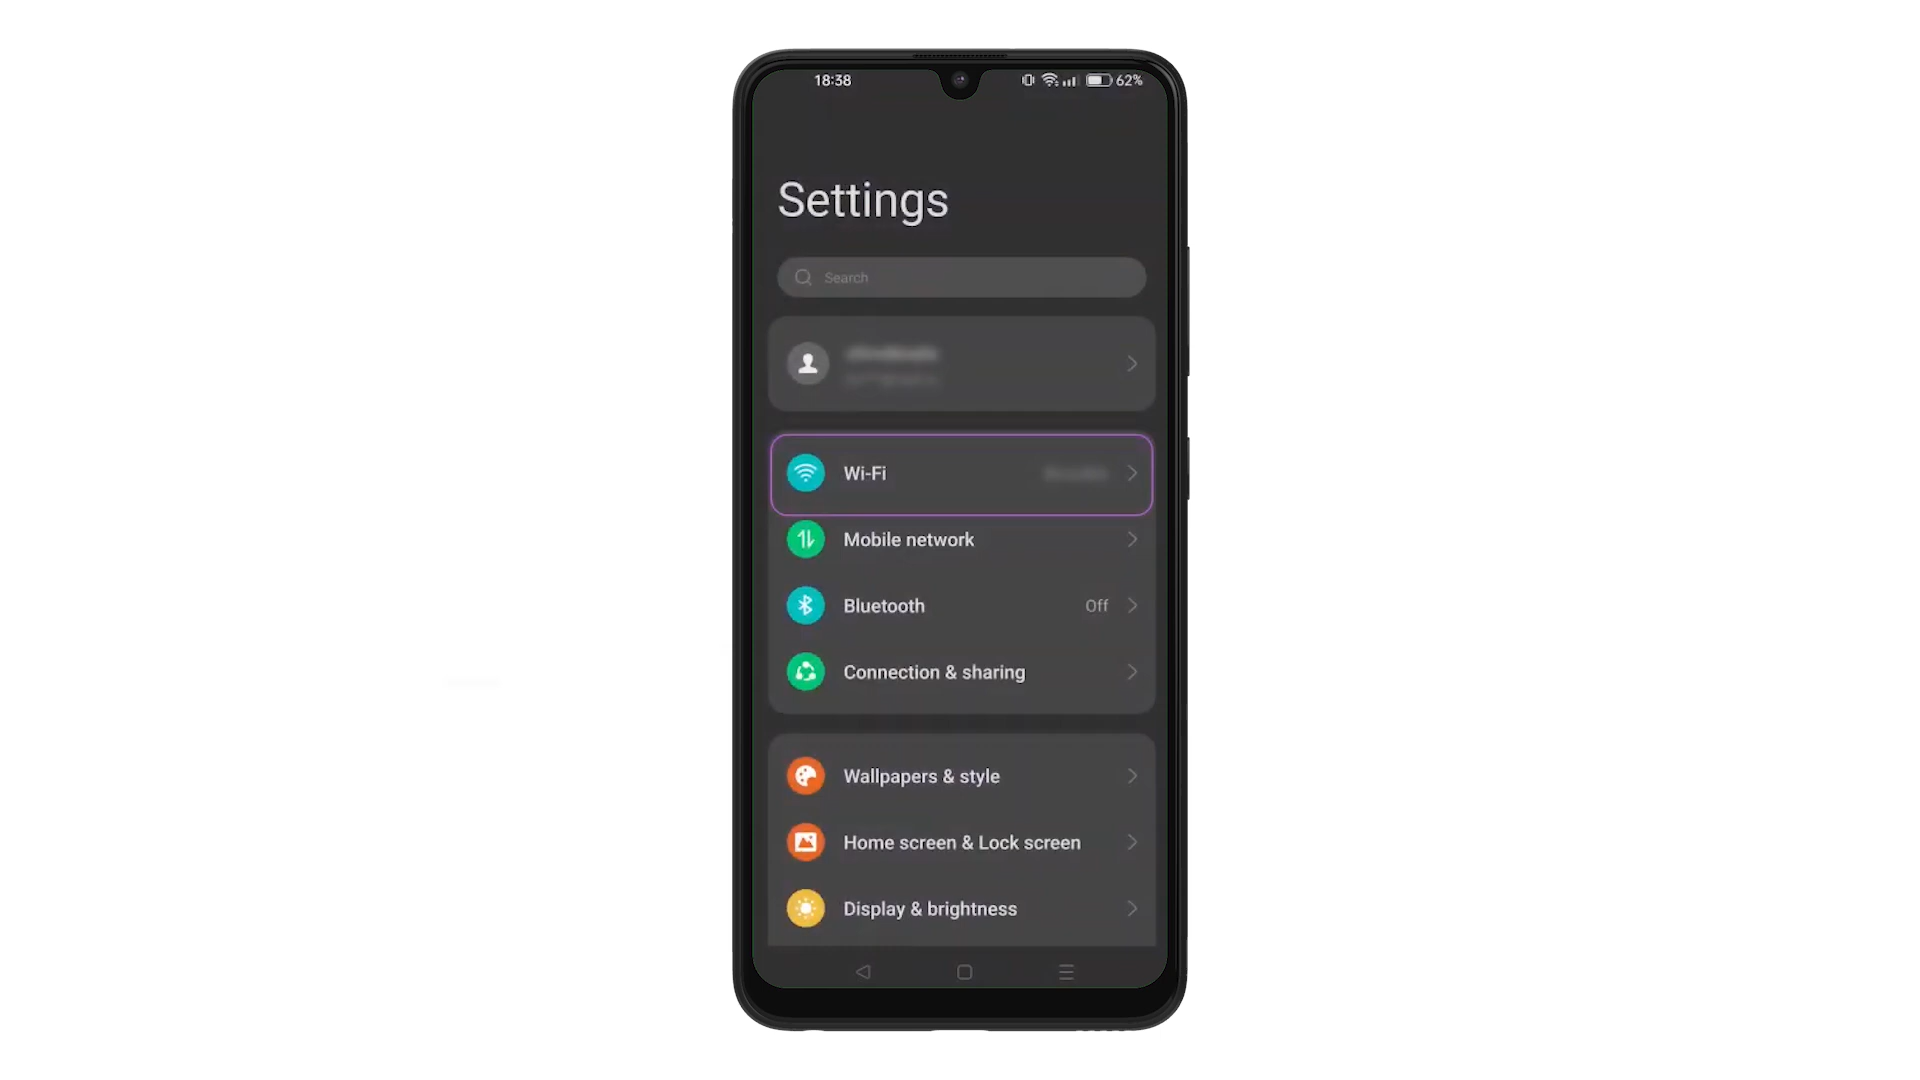 18:38 62%
Settings
Search
Wi-Fi
Mobile network
Bluetooth Off
Connection & sharing
Wallpapers & style
Home screen & Lock screen
Display & brightness